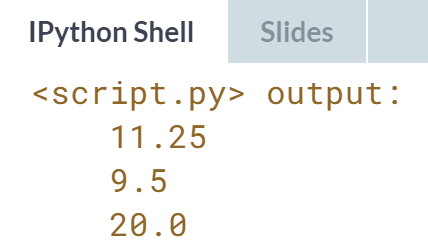 IPython Shell Slides
<script.py> output:
11.25
9.5
20.0